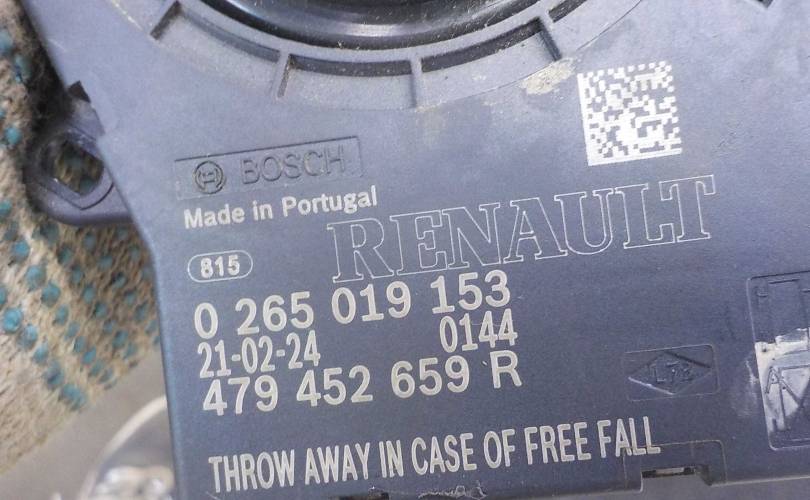 BOSCH
Made in Portugal
RENAULT
815
0 265 019 153
21-02-24 0144
479 452 659 R
THROW AWAY IN CASE OF FREE FALL